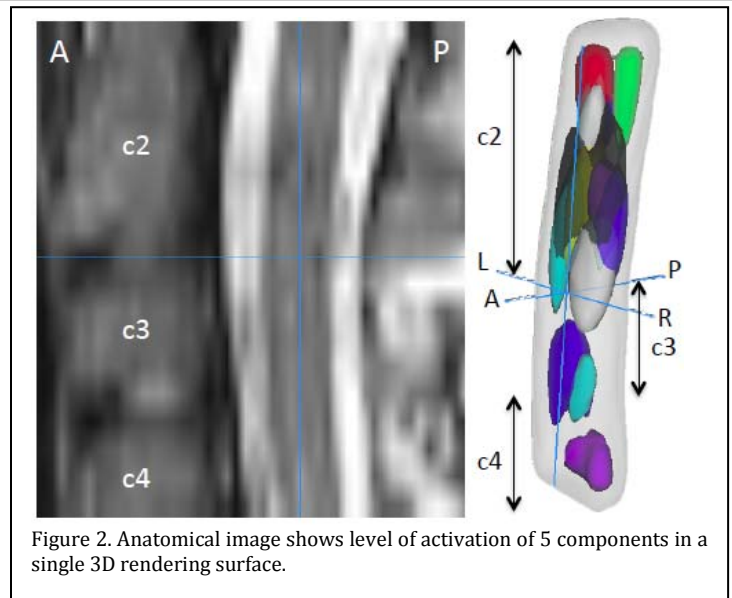 A
P
c2
c3
c4
c2
L
P
A
R
c3
c4
Figure 2. Anatomical image shows level of activation of 5 components in a
single 3D rendering surface.